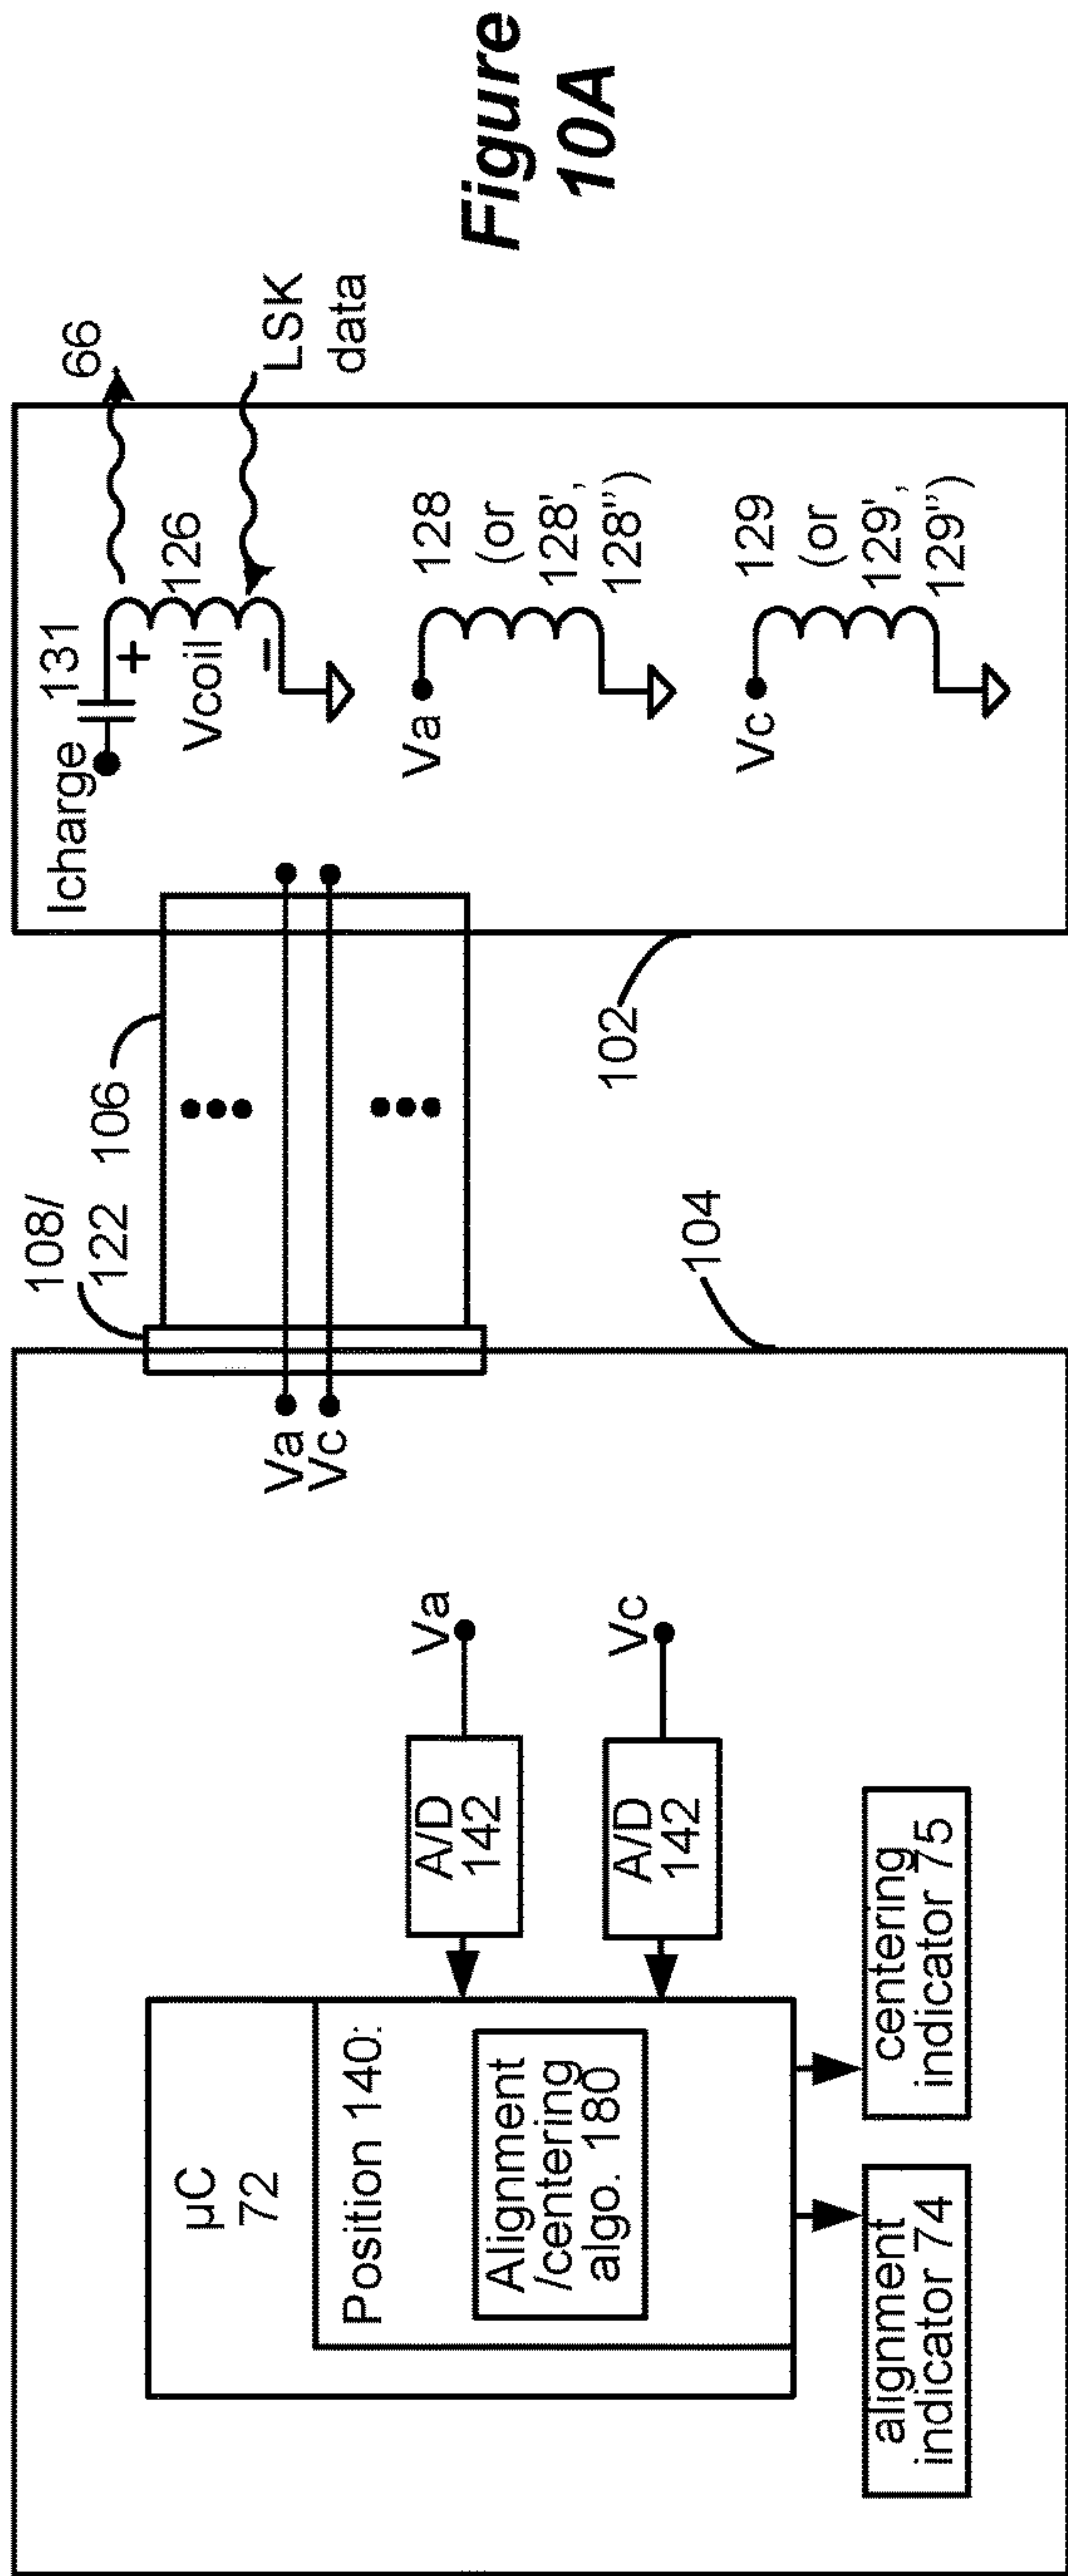 µC
72
Position 140:
Alignment
/centering
algo. 180
A/D
142
Va
A/D
142
Vc
alignment
indicator 74
centering
indicator 75
Va
Vc
108/
122
106
104
102
Icharge
131
+
Vcoil
−
126
66
LSK
data
Va
128
(or
128',
128")
Vc
129
(or
129',
129")
Figure
10A